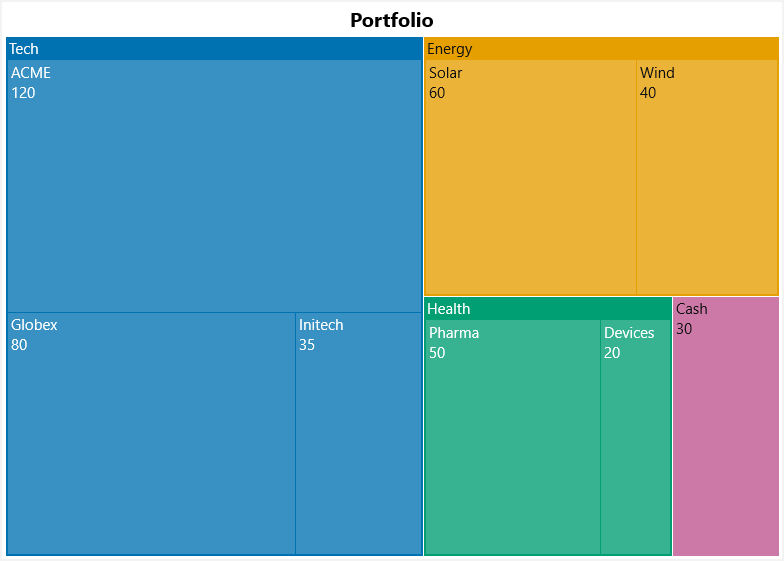 Portfolio
Tech
ACME
120
Globex
80
Initech
35
Energy
Solar
60
Wind
40
Health
Pharma
50
Devices
20
Cash
30